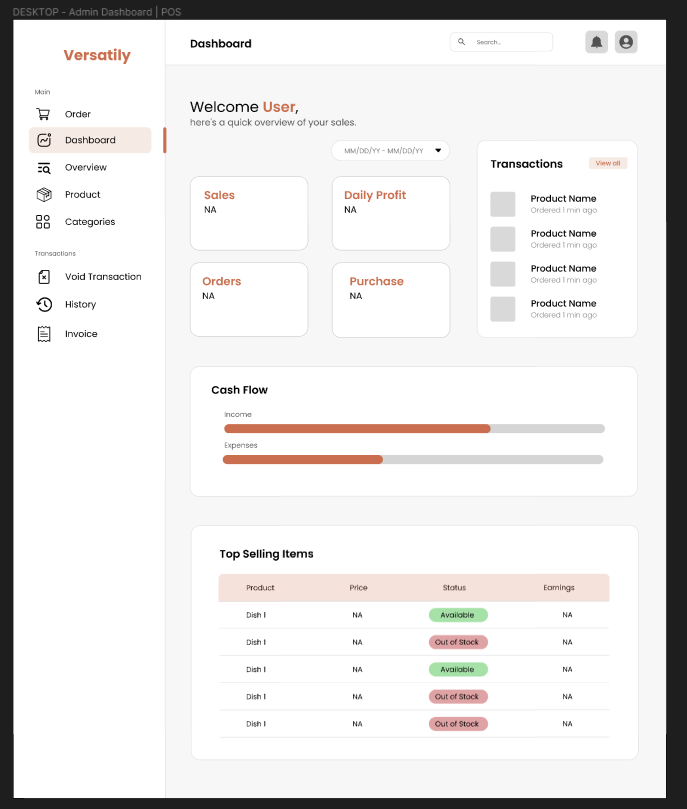 DESKTOP - Admin Dashboard | POS
Versatily
Main
Order
Dashboard
Overview
Product
Categories
Transactions
Void Transaction
History
Invoice
Dashboard
Search...
Welcome User,
here's a quick overview of your sales.
MM/DD/YY - MM/DD/YY
Sales
NA
Daily Profit
NA
Orders
NA
Purchase
NA
Transactions
View all
Product Name
Ordered 1 min ago
Product Name
Ordered 1 min ago
Product Name
Ordered 1 min ago
Product Name
Ordered 1 min ago
Cash Flow
Income
Expenses
Top Selling Items
Product Price Status Earnings
Dish 1 NA Available NA
Dish 1 NA Out of Stock NA
Dish 1 NA Available NA
Dish 1 NA Out of Stock NA
Dish 1 NA Out of Stock NA